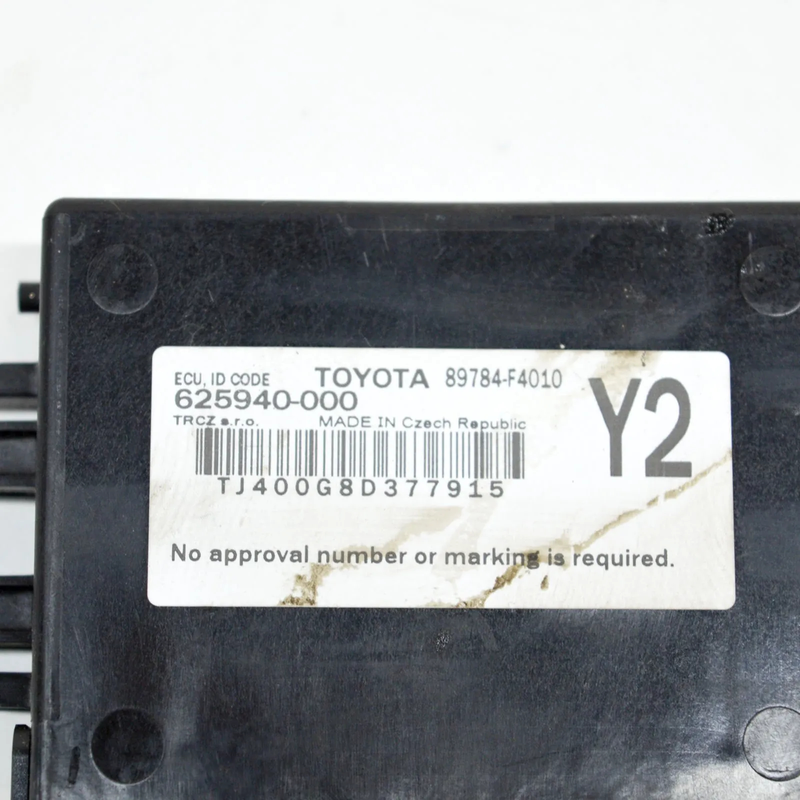 ECU, ID CODE TOYOTA 89784-F4010
625940-000
TRCZ s.r.o. MADE IN Czech Republic
Y2
TJ400G8D377915
No approval number or marking is required.